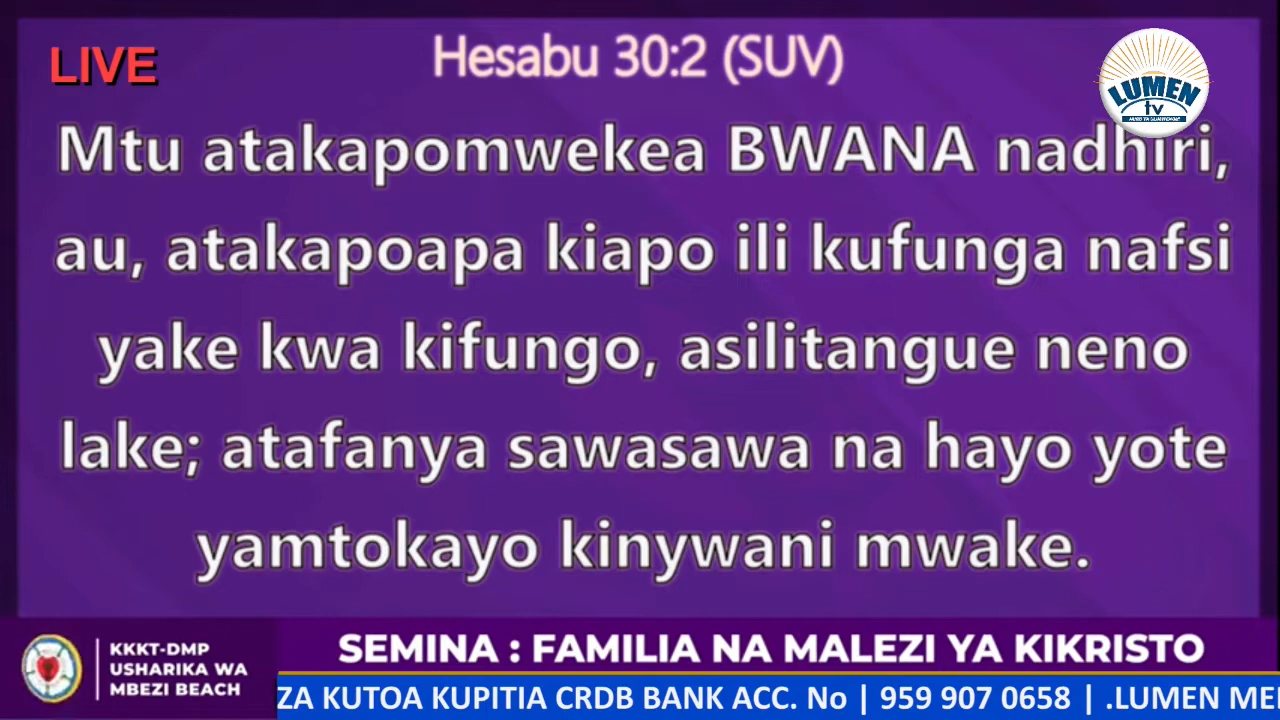 LIVE
Hesabu 30:2 (SUV)
LUMEN
tv
Mtu atakapomwekea BWANA nadhiri,
au, atakapoapa kiapo ili kufunga nafsi
yake kwa kifungo, asilitangue neno
lake; atafanya sawasawa na hayo yote
yamtokayo kinywani mwake.
KKKT-DMP
USHARIKA WA
MBEZI BEACH
SEMINA : FAMILIA NA MALEZI YA KIKRISTO
ZA KUTOA KUPITIA CRDB BANK ACC. No | 959 907 0658 | .LUMEN ME